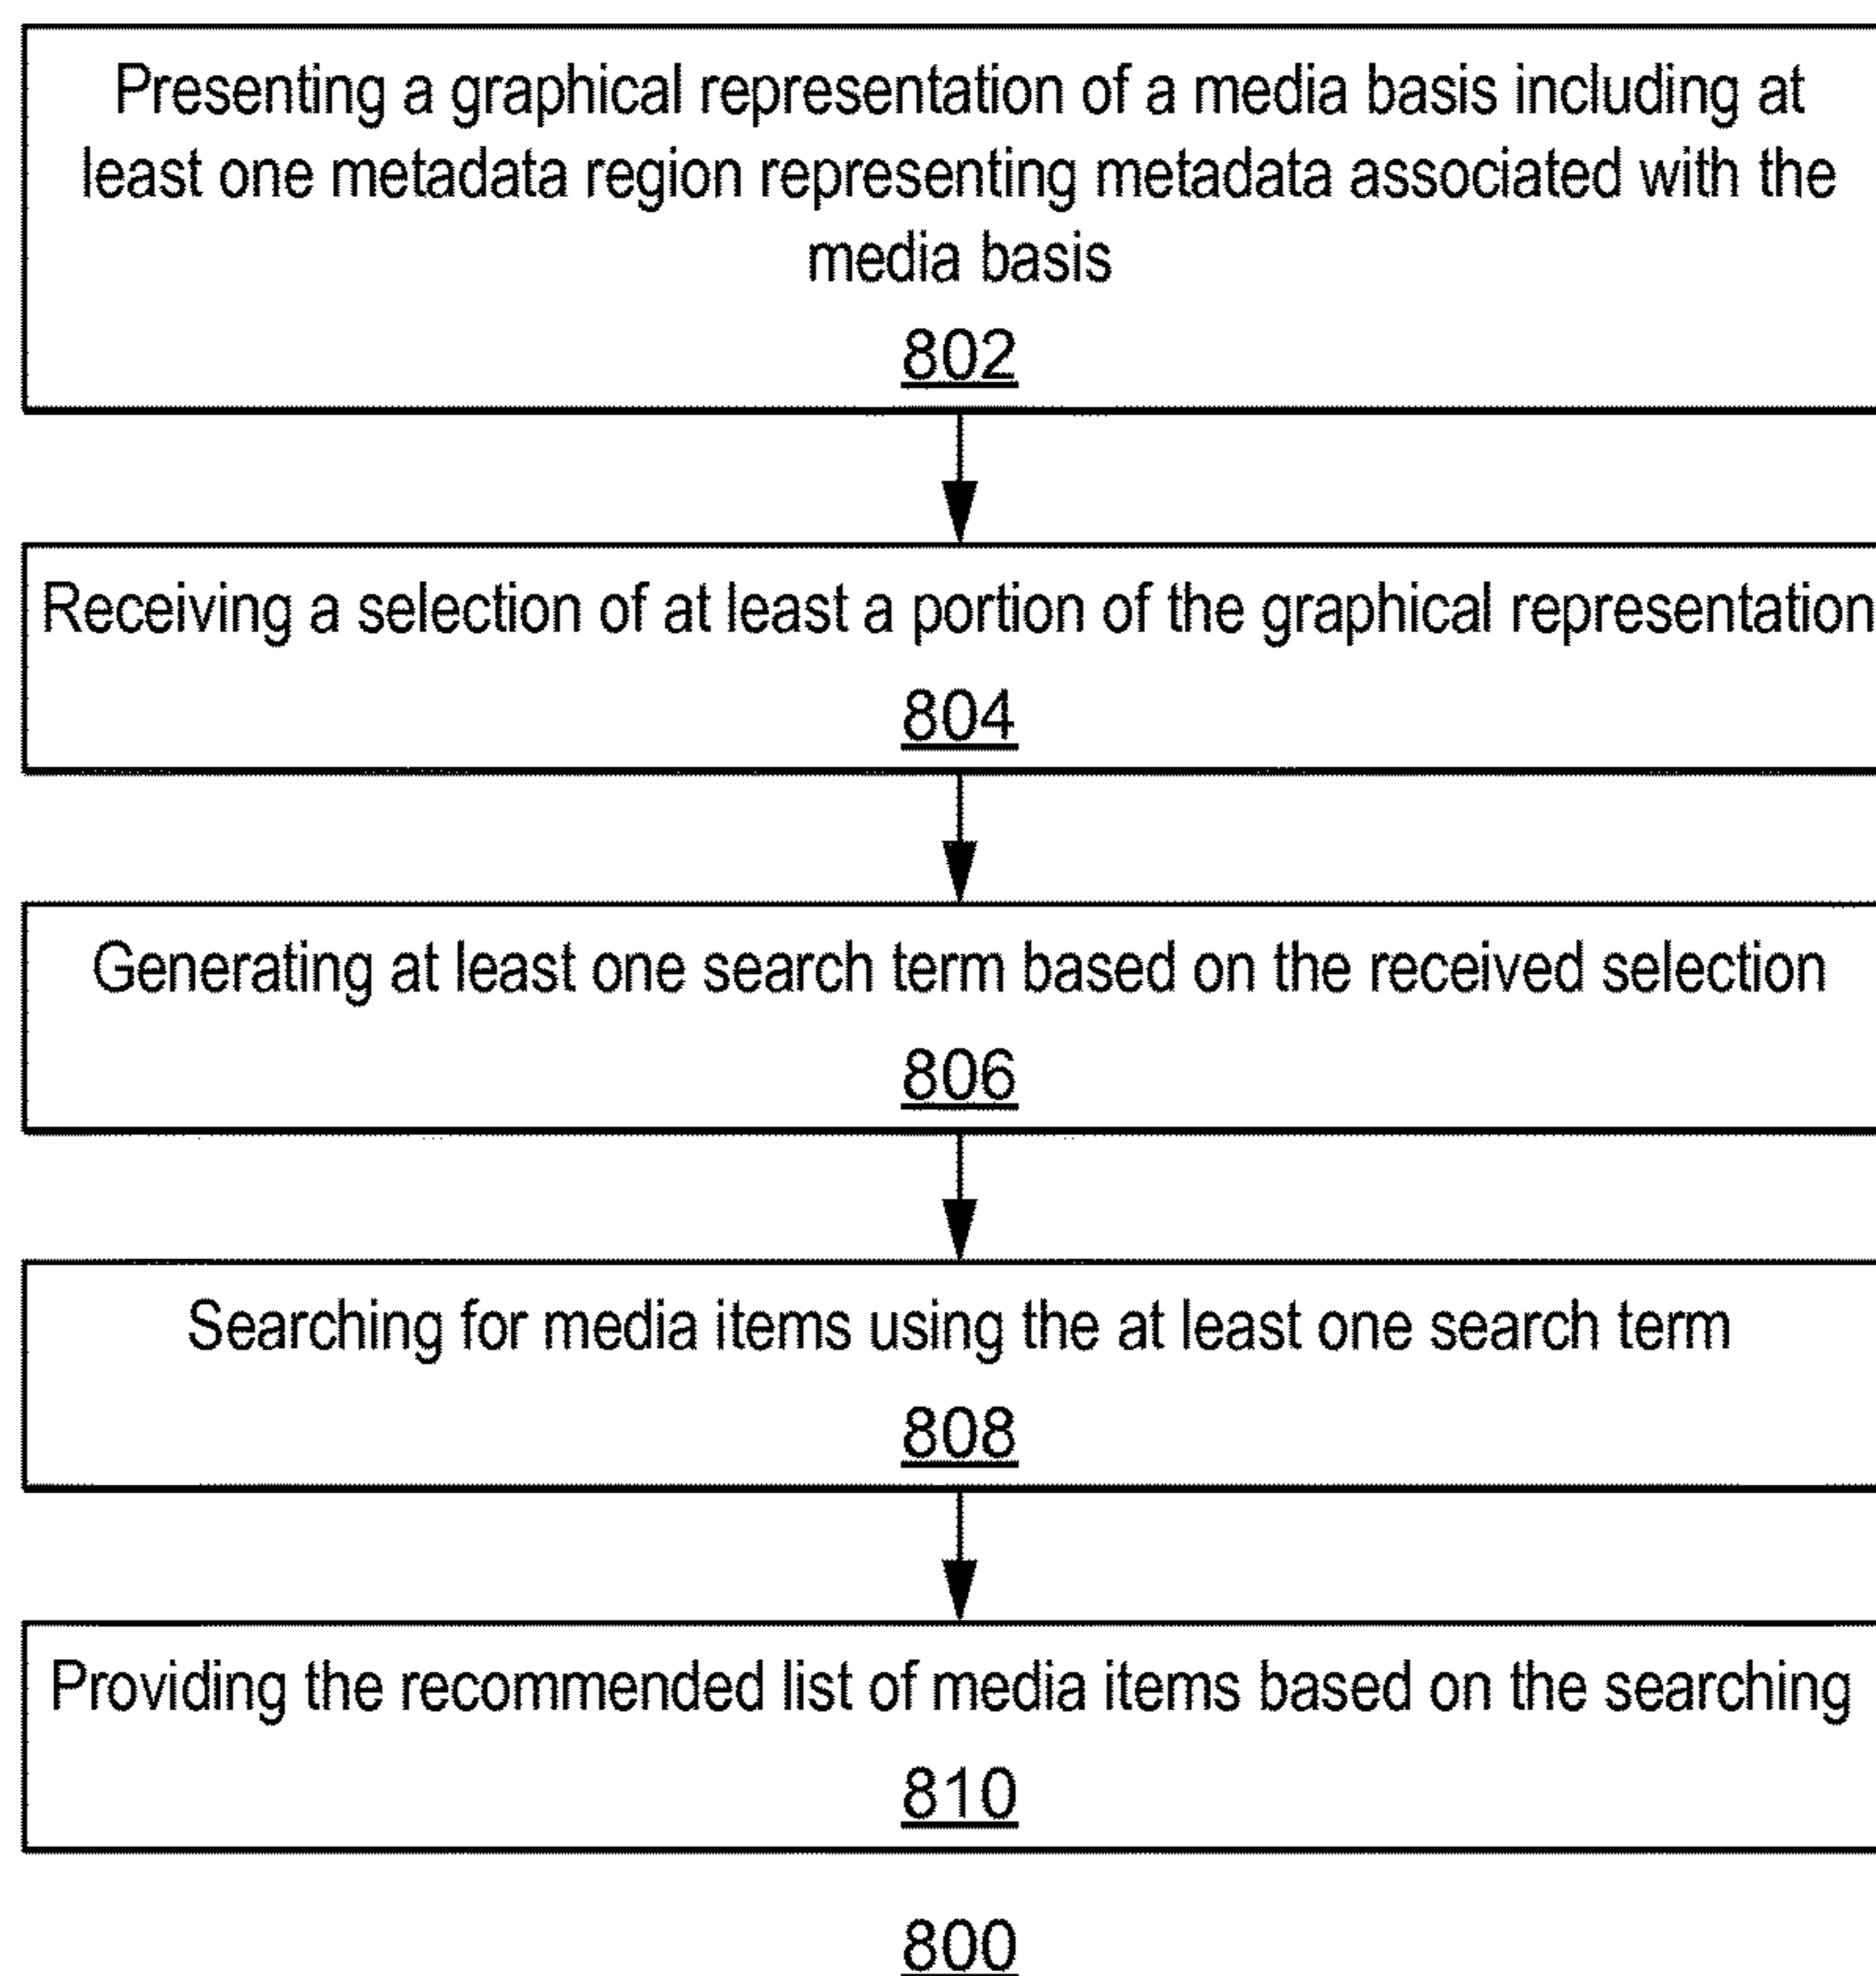 Presenting a graphical representation of a media basis including at
least one metadata region representing metadata associated with the
media basis
802
Receiving a selection of at least a portion of the graphical representation
804
Generating at least one search term based on the received selection
806
Searching for media items using the at least one search term
808
Providing the recommended list of media items based on the searching
810
800